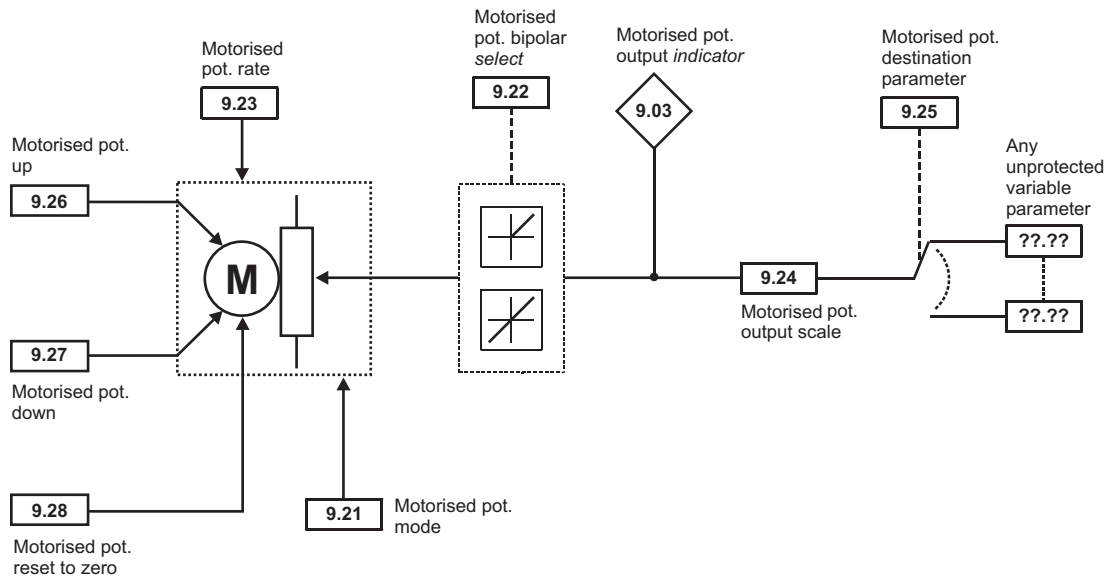 Motorised
pot. rate
9.23
Motorised
pot. bipolar
select
9.22
Motorised pot.
output indicator
9.03
Motorised pot.
destination
parameter
9.25
Any
unprotected
variable
parameter
??.??
??.??
Motorised pot.
up
9.26
M
9.24
Motorised pot.
output scale
9.27
Motorised pot.
down
9.28
Motorised pot.
reset to zero
9.21
Motorised pot.
mode